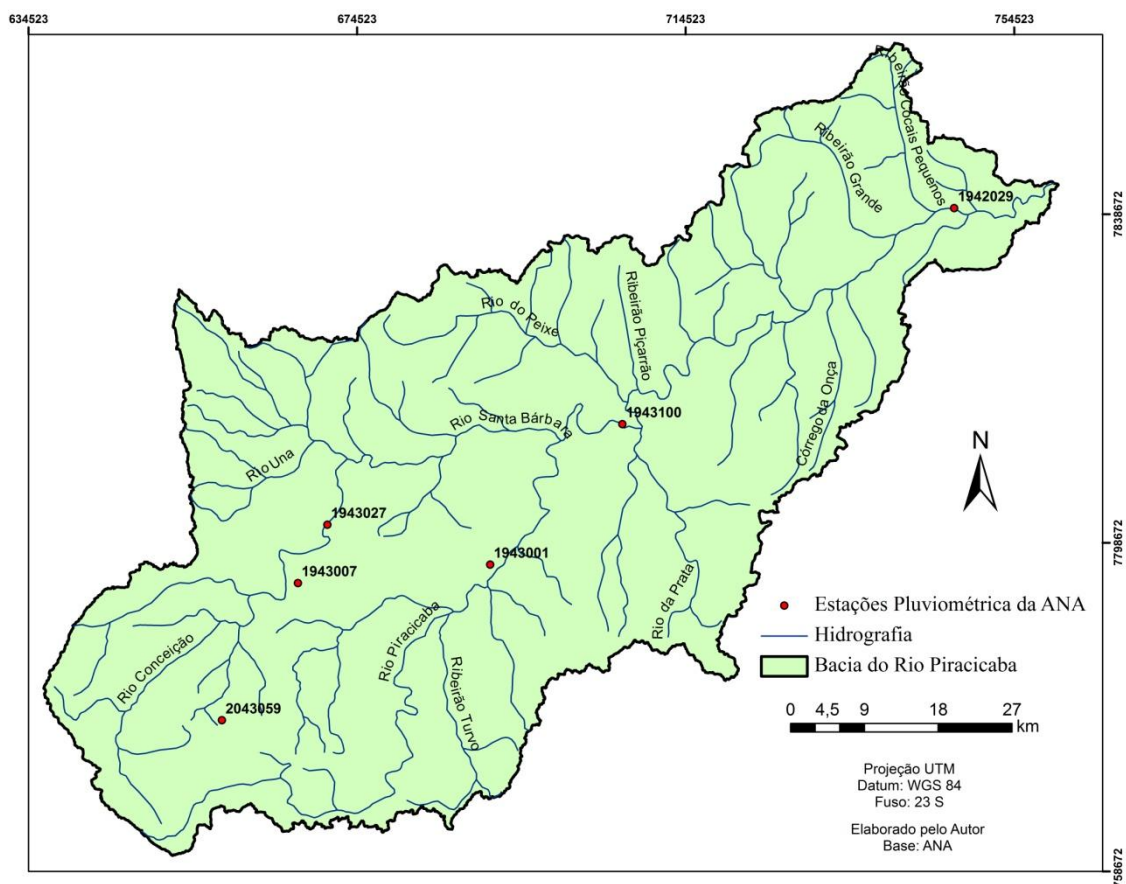 634523
674523
714523
754523
Ribeirão Cocais Pequenos
Ribeirão Grande
1942029
7838672
Rio do Peixe
Ribeirão Piçarrão
Rio Santa Bárbara
1943100
Córrego da Onça
Rio Una
N
1943027
1943001
7798672
1943007
Rio Piracicaba
Rio da Prata
Estações Pluviométrica da ANA
Hidrografia
Rio Conceição
Ribeirão Turvo
Bacia do Rio Piracicaba
2043059
0 4,5 9 18 27
km
Projeção UTM
Datum: WGS 84
Fuso: 23 S
Elaborado pelo Autor
Base: ANA
7758672